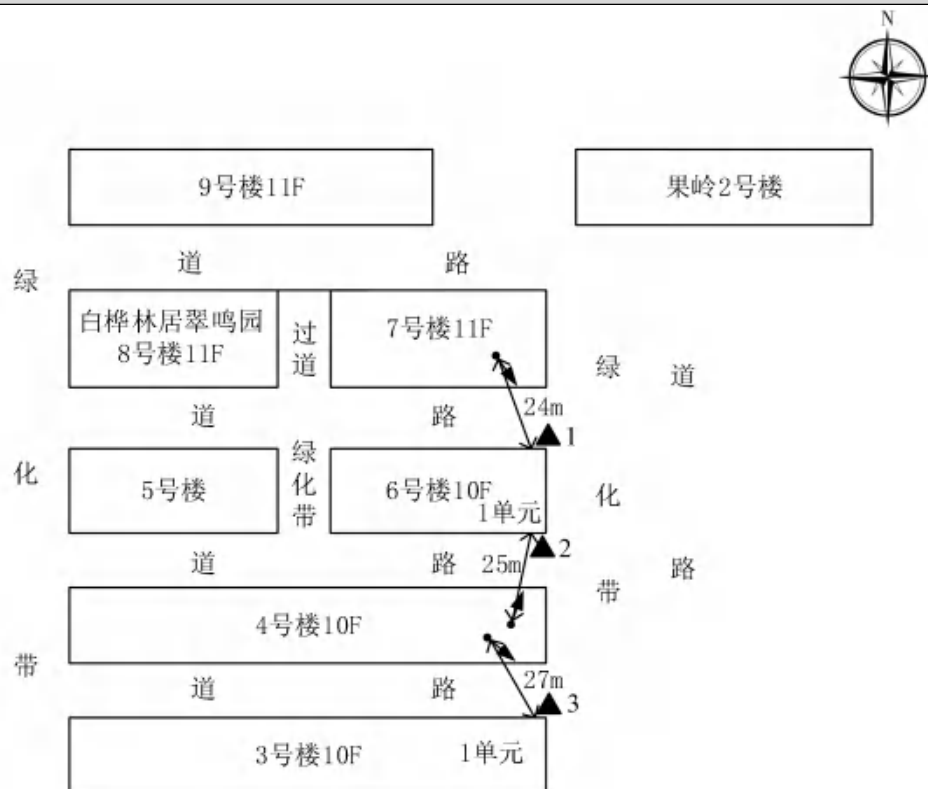 N
9号楼11F
果岭2号楼
道 路
绿化带
白桦林居翠鸣园
8号楼11F
过道
7号楼11F
绿化带
道路
24m
道 路
▲1
5号楼
绿化带
6号楼10F
1单元
▲2
道 路
25m
4号楼10F
道 路
27m
▲3
3号楼10F
1单元